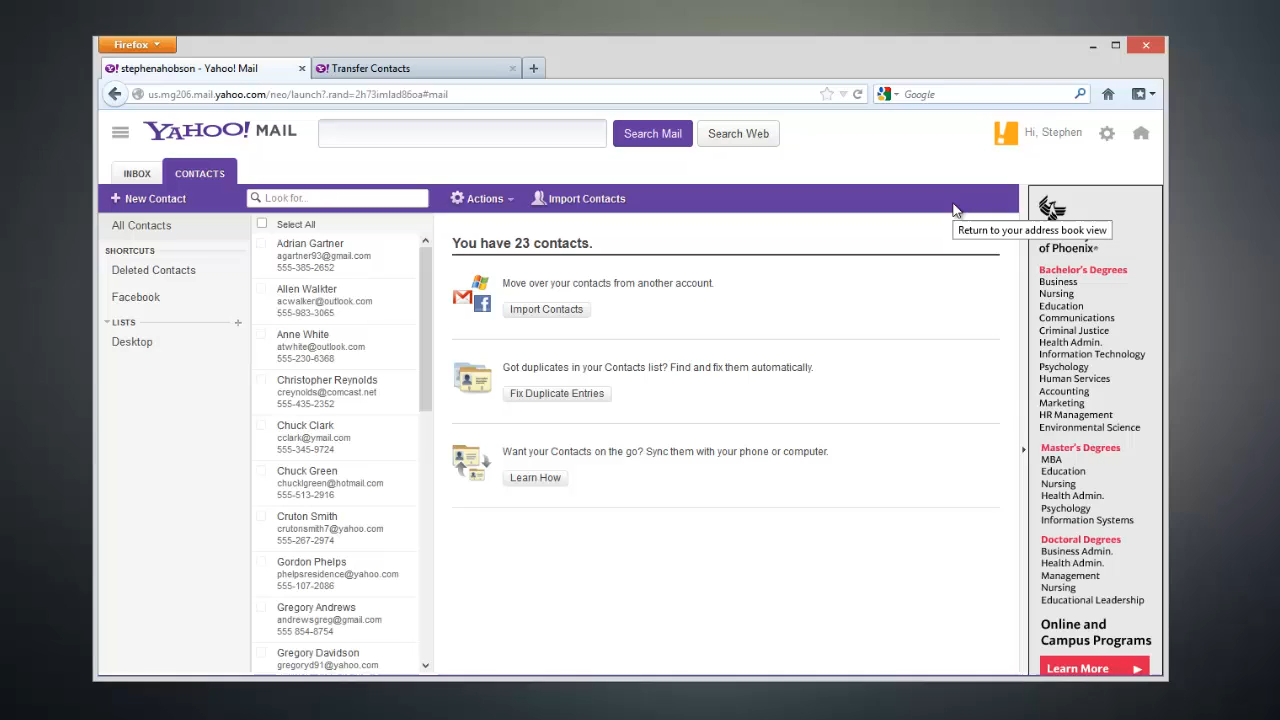 Firefox
stephenahobson - Yahoo! Mail
Transfer Contacts
us.mg206.mail.yahoo.com/neo/launch?.rand=2h73imlad86oa#mail
Google
YAHOO! MAIL
Search Mail
Search Web
Hi, Stephen
INBOX
CONTACTS
+ New Contact
Look for...
Actions
Import Contacts
All Contacts
SHORTCUTS
Deleted Contacts
Facebook
LISTS
Desktop
Select All
Adrian Gartner
agartner93@gmail.com
555-385-2652
Allen Walkter
acwalker@outlook.com
555-983-3065
Anne White
atwhite@outlook.com
555-230-6368
Christopher Reynolds
creynolds@comcast.net
555-435-2352
Chuck Clark
cclark@ymail.com
555-345-9724
Chuck Green
chucklgreen@hotmail.com
555-513-2916
Cruton Smith
crutonsmith7@yahoo.com
555-267-2974
Gordon Phelps
phelpsresidence@yahoo.com
555-107-2086
Gregory Andrews
andrewsgreg@gmail.com
555 854-8754
Gregory Davidson
gregoryd91@yahoo.com
You have 23 contacts.
Move over your contacts from another account.
Import Contacts
Got duplicates in your Contacts list? Find and fix them automatically.
Fix Duplicate Entries
Want your Contacts on the go? Sync them with your phone or computer.
Learn How
Return to your address book view
of Phoenix®
Bachelor's Degrees
Business
Nursing
Education
Communications
Criminal Justice
Health Admin.
Information Technology
Psychology
Human Services
Accounting
Marketing
HR Management
Environmental Science
Master's Degrees
MBA
Education
Nursing
Health Admin.
Psychology
Information Systems
Doctoral Degrees
Business Admin.
Health Admin.
Management
Nursing
Educational Leadership
Online and
Campus Programs
Learn More